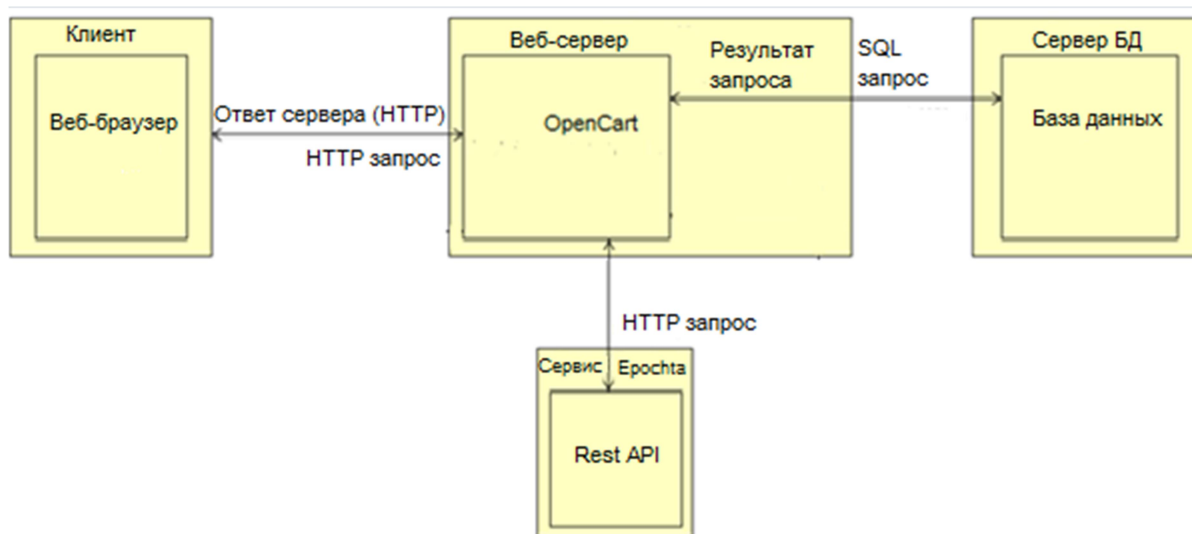 Клиент
Веб-браузер
Ответ сервера (HTTP)
HTTP запрос
Веб-сервер
OpenCart
Результат
запроса
SQL
запрос
Сервер БД
База данных
HTTP запрос
Сервис Epochta
Rest API